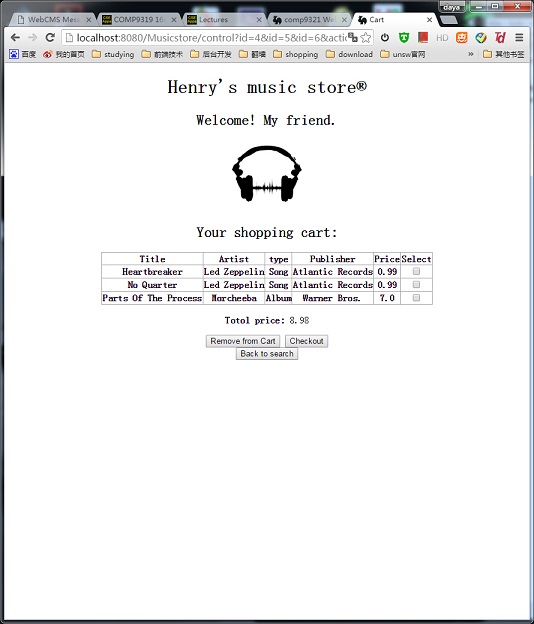 daya
WebCMS Mes
COMP9319 16
Lectures
comp9321 We
Cart
localhost:8080/Musicstore/control?id=4&id=5&id=6&acti
HD
百度
我的首页
studying
前端技术
后台开发
翻墙
shopping
download
unsw官网
»
其他书签
Henry's music store®
Welcome! My friend.
Your shopping cart:
Title Artist type Publisher Price Select
Heartbreaker Led Zeppelin Song Atlantic Records 0.99
No Quarter Led Zeppelin Song Atlantic Records 0.99
Parts Of The Process Morcheeba Album Warner Bros. 7.0
Totol price: 8.98
Remove from Cart Checkout
Back to search